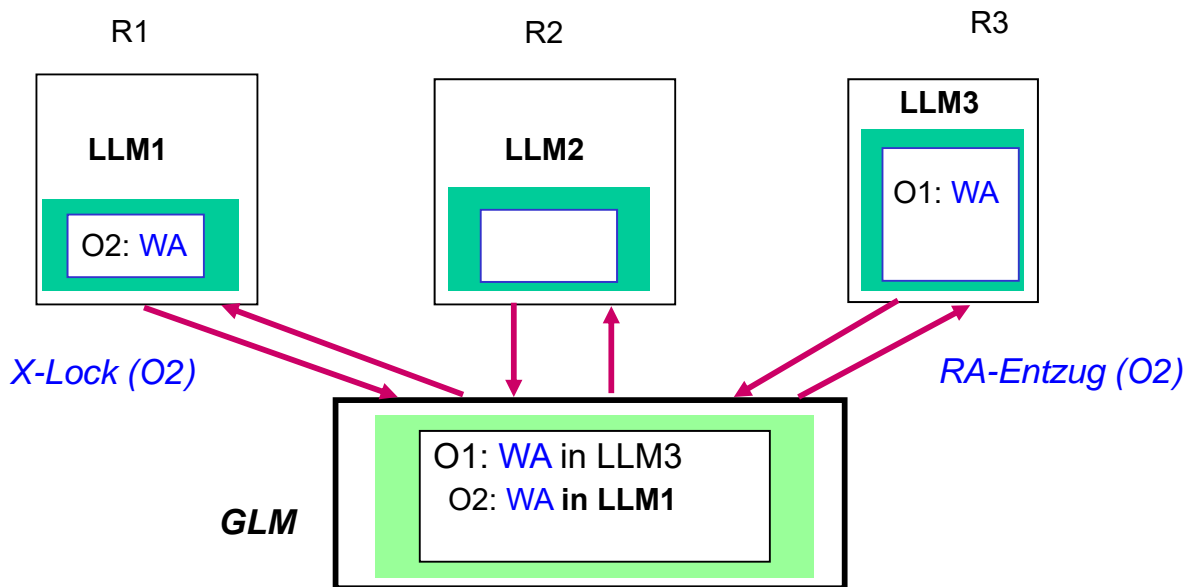 R1
R2
R3
LLM1
LLM2
LLM3
O2: WA
O1: WA
X-Lock (O2)
RA-Entzug (O2)
GLM
O1: WA in LLM3
O2: WA in LLM1